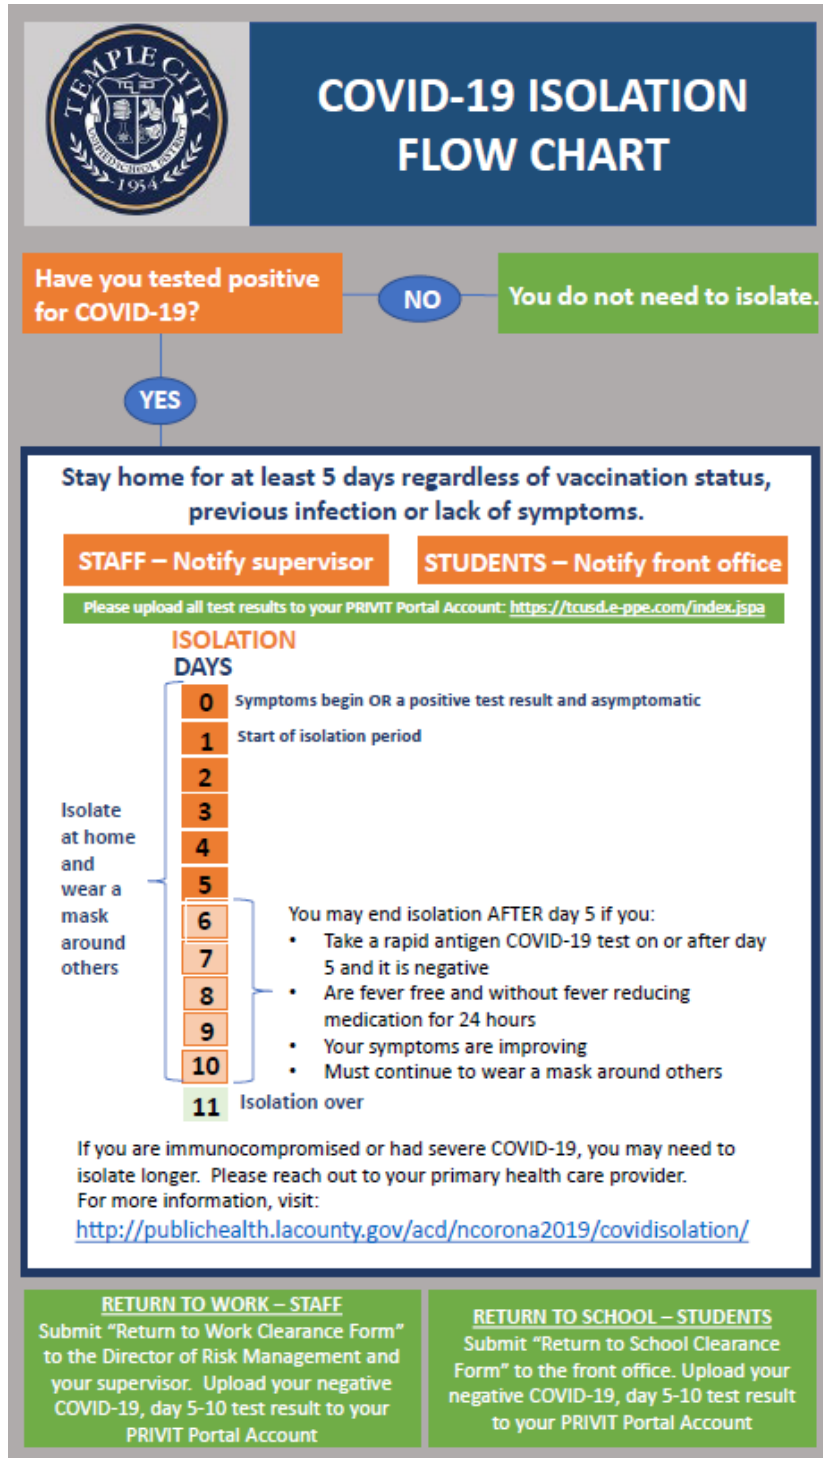 TEMPLE CITY
UNIFIED SCHOOL DISTRICT
1954
COVID-19 ISOLATION
FLOW CHART
Have you tested positive
for COVID-19?
NO
You do not need to isolate.
YES
Stay home for at least 5 days regardless of vaccination status,
previous infection or lack of symptoms.
STAFF – Notify supervisor
STUDENTS – Notify front office
Please upload all test results to your PRIVIT Portal Account: https://tcusd.e-ppe.com/index.jspa
ISOLATION
DAYS
0 Symptoms begin OR a positive test result and asymptomatic
1 Start of isolation period
2
3
4
5
6
7
8
9
10
11 Isolation over
Isolate
at home
and
wear a
mask
around
others
You may end isolation AFTER day 5 if you:
• Take a rapid antigen COVID-19 test on or after day
5 and it is negative
• Are fever free and without fever reducing
medication for 24 hours
• Your symptoms are improving
• Must continue to wear a mask around others
If you are immunocompromised or had severe COVID-19, you may need to
isolate longer. Please reach out to your primary health care provider.
For more information, visit:
http://publichealth.lacounty.gov/acd/ncorona2019/covidisolation/
RETURN TO WORK – STAFF
Submit “Return to Work Clearance Form”
to the Director of Risk Management and
your supervisor. Upload your negative
COVID-19, day 5-10 test result to your
PRIVIT Portal Account
RETURN TO SCHOOL – STUDENTS
Submit “Return to School Clearance
Form” to the front office. Upload your
negative COVID-19, day 5-10 test result
to your PRIVIT Portal Account